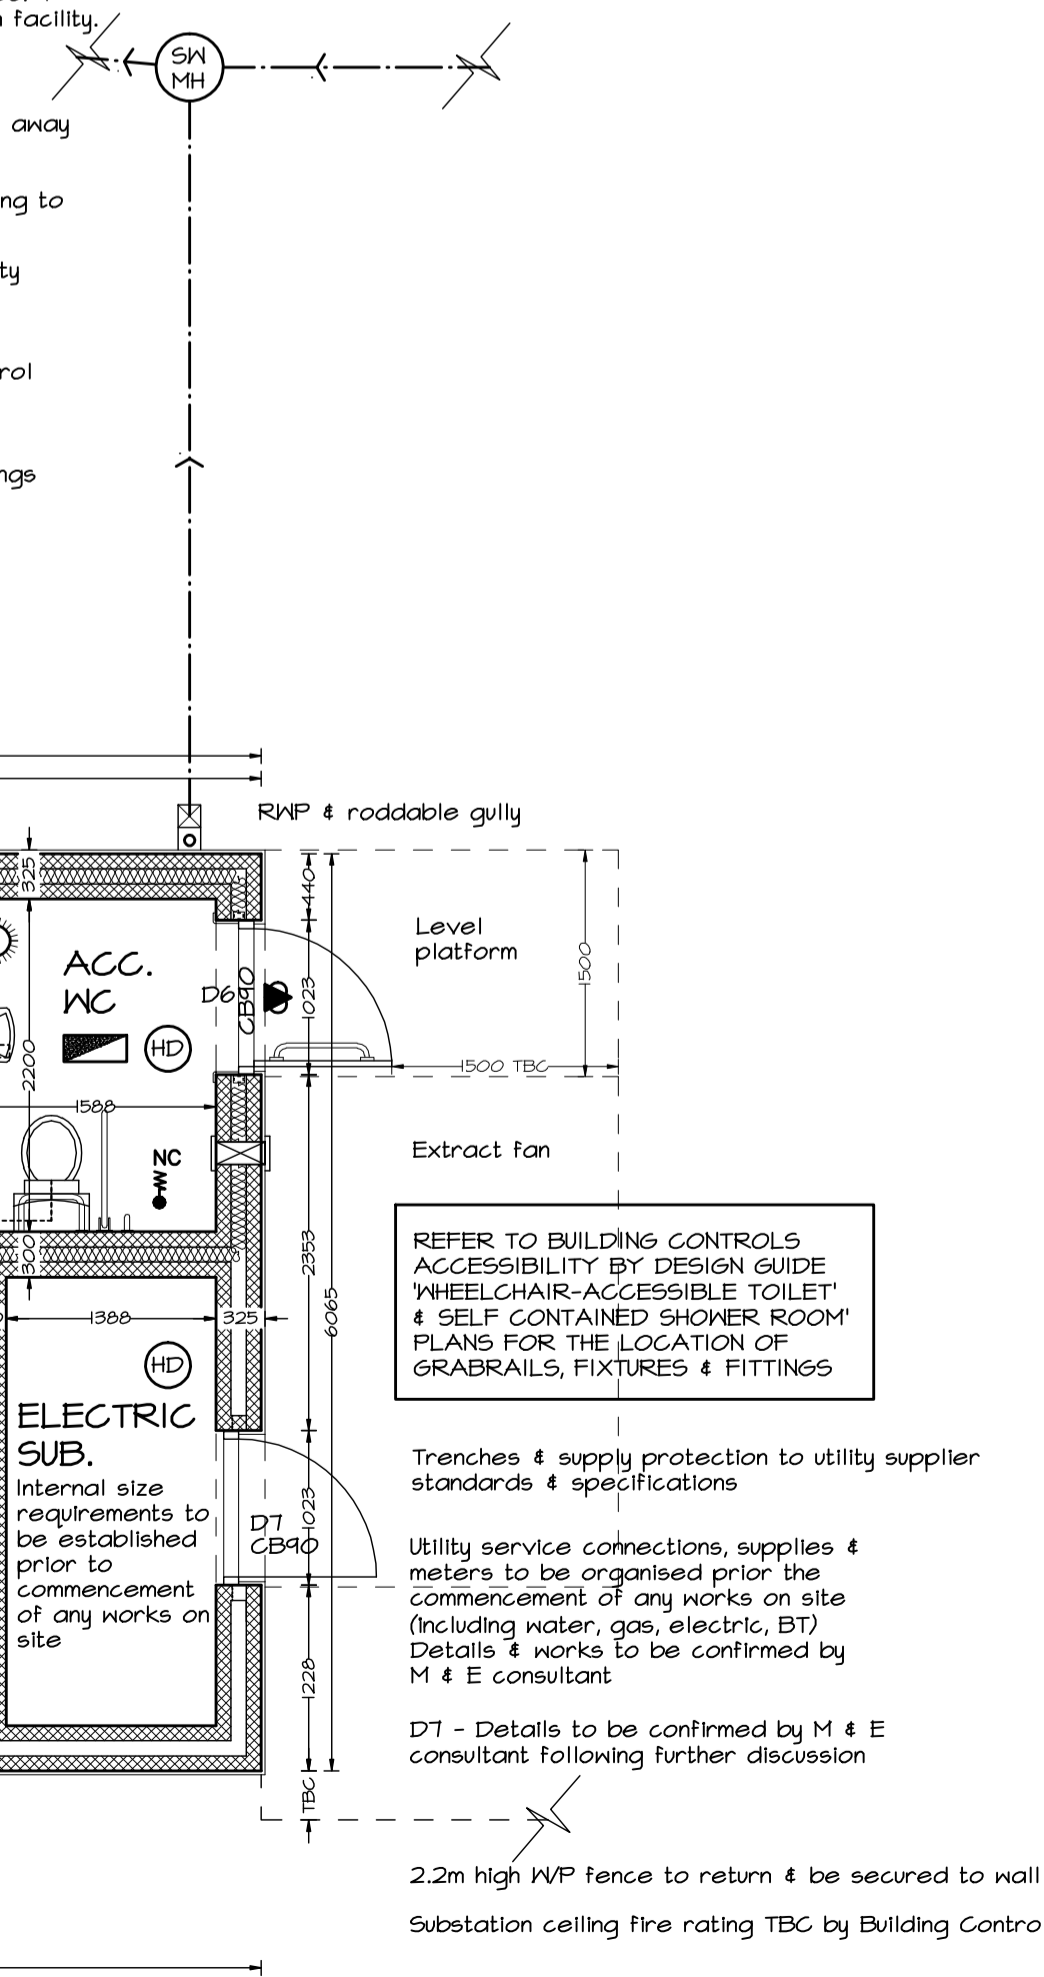 facility.
SW
MH
away
ng to
ty
rol
ngs
RWP & roddable gully
325
440
Level
platform
1500
ACC.
WC
D6
CB90
1023
HD
2200
1500 TBC
1588
NC
Extract fan
300
2353
REFER TO BUILDING CONTROLS
ACCESSIBILITY BY DESIGN GUIDE
'WHEELCHAIR-ACCESSIBLE TOILET'
& SELF CONTAINED SHOWER ROOM'
PLANS FOR THE LOCATION OF
GRABRAILS, FIXTURES & FITTINGS
1388
325
6065
HD
ELECTRIC
SUB.
Internal size
requirements to
be established
prior to
commencement
of any works on
site
Trenches & supply protection to utility supplier
standards & specifications
1023
D7
CB90
Utility service connections, supplies &
meters to be organised prior the
commencement of any works on site
(including water, gas, electric, BT)
Details & works to be confirmed by
M & E consultant
1228
D7 - Details to be confirmed by M & E
consultant following further discussion
TBC
2.2m high W/P fence to return & be secured to wall
Substation ceiling fire rating TBC by Building Contro